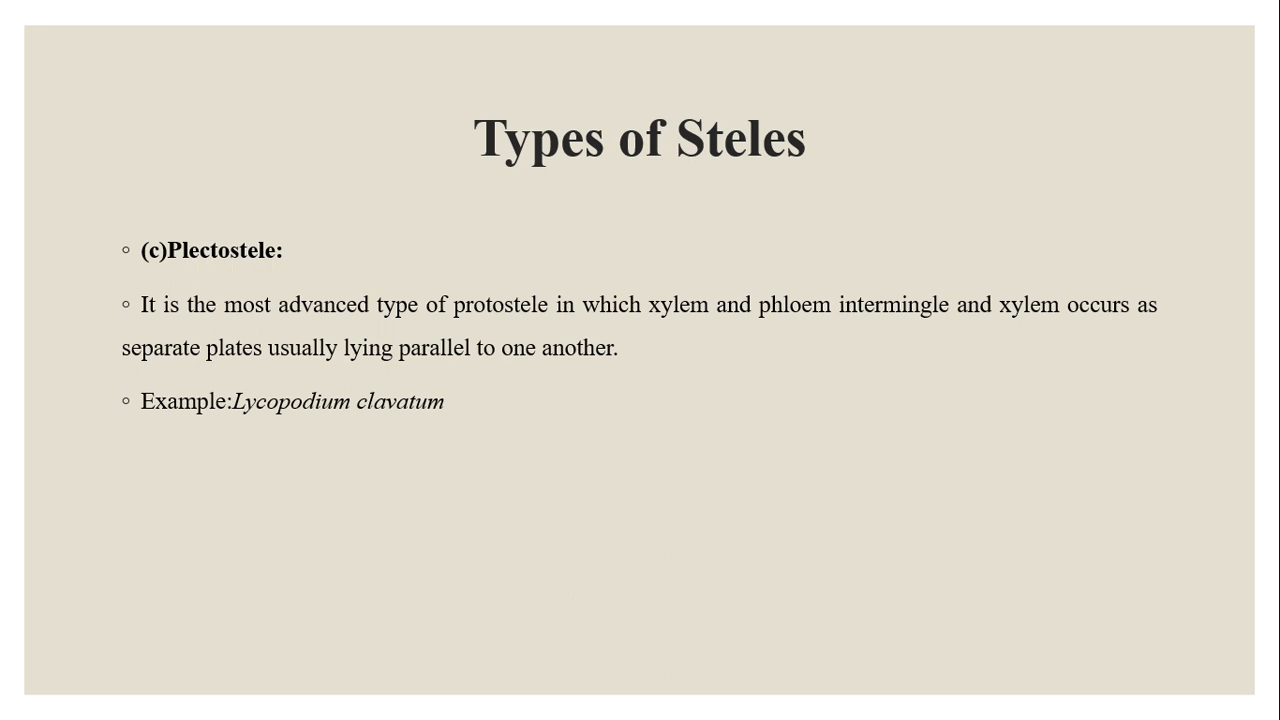 Types of Steles
◦ (c)Plectostele:
◦ It is the most advanced type of protostele in which xylem and phloem intermingle and xylem occurs as
separate plates usually lying parallel to one another.
◦ Example:Lycopodium clavatum